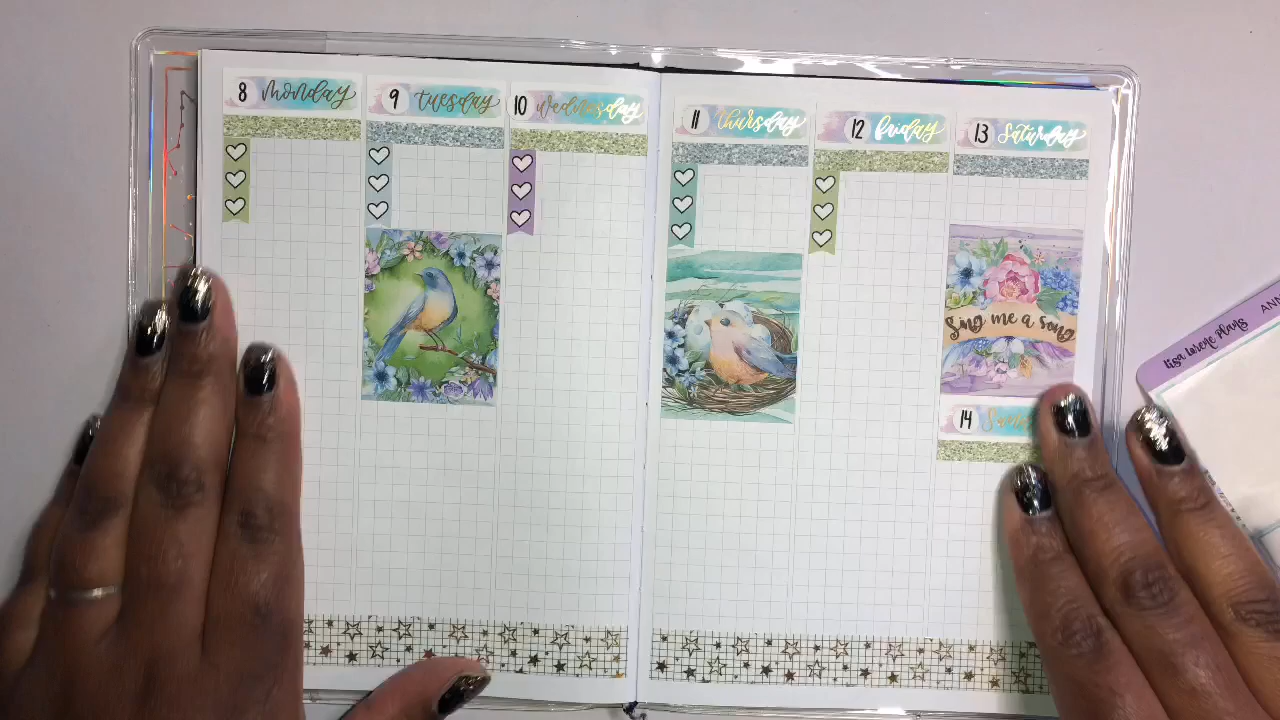 8 monday
9 tuesday
10 wednesday
11 thursday
12 friday
13 saturday
Sing me a song
14
Lisa Lorene Plans
ANN